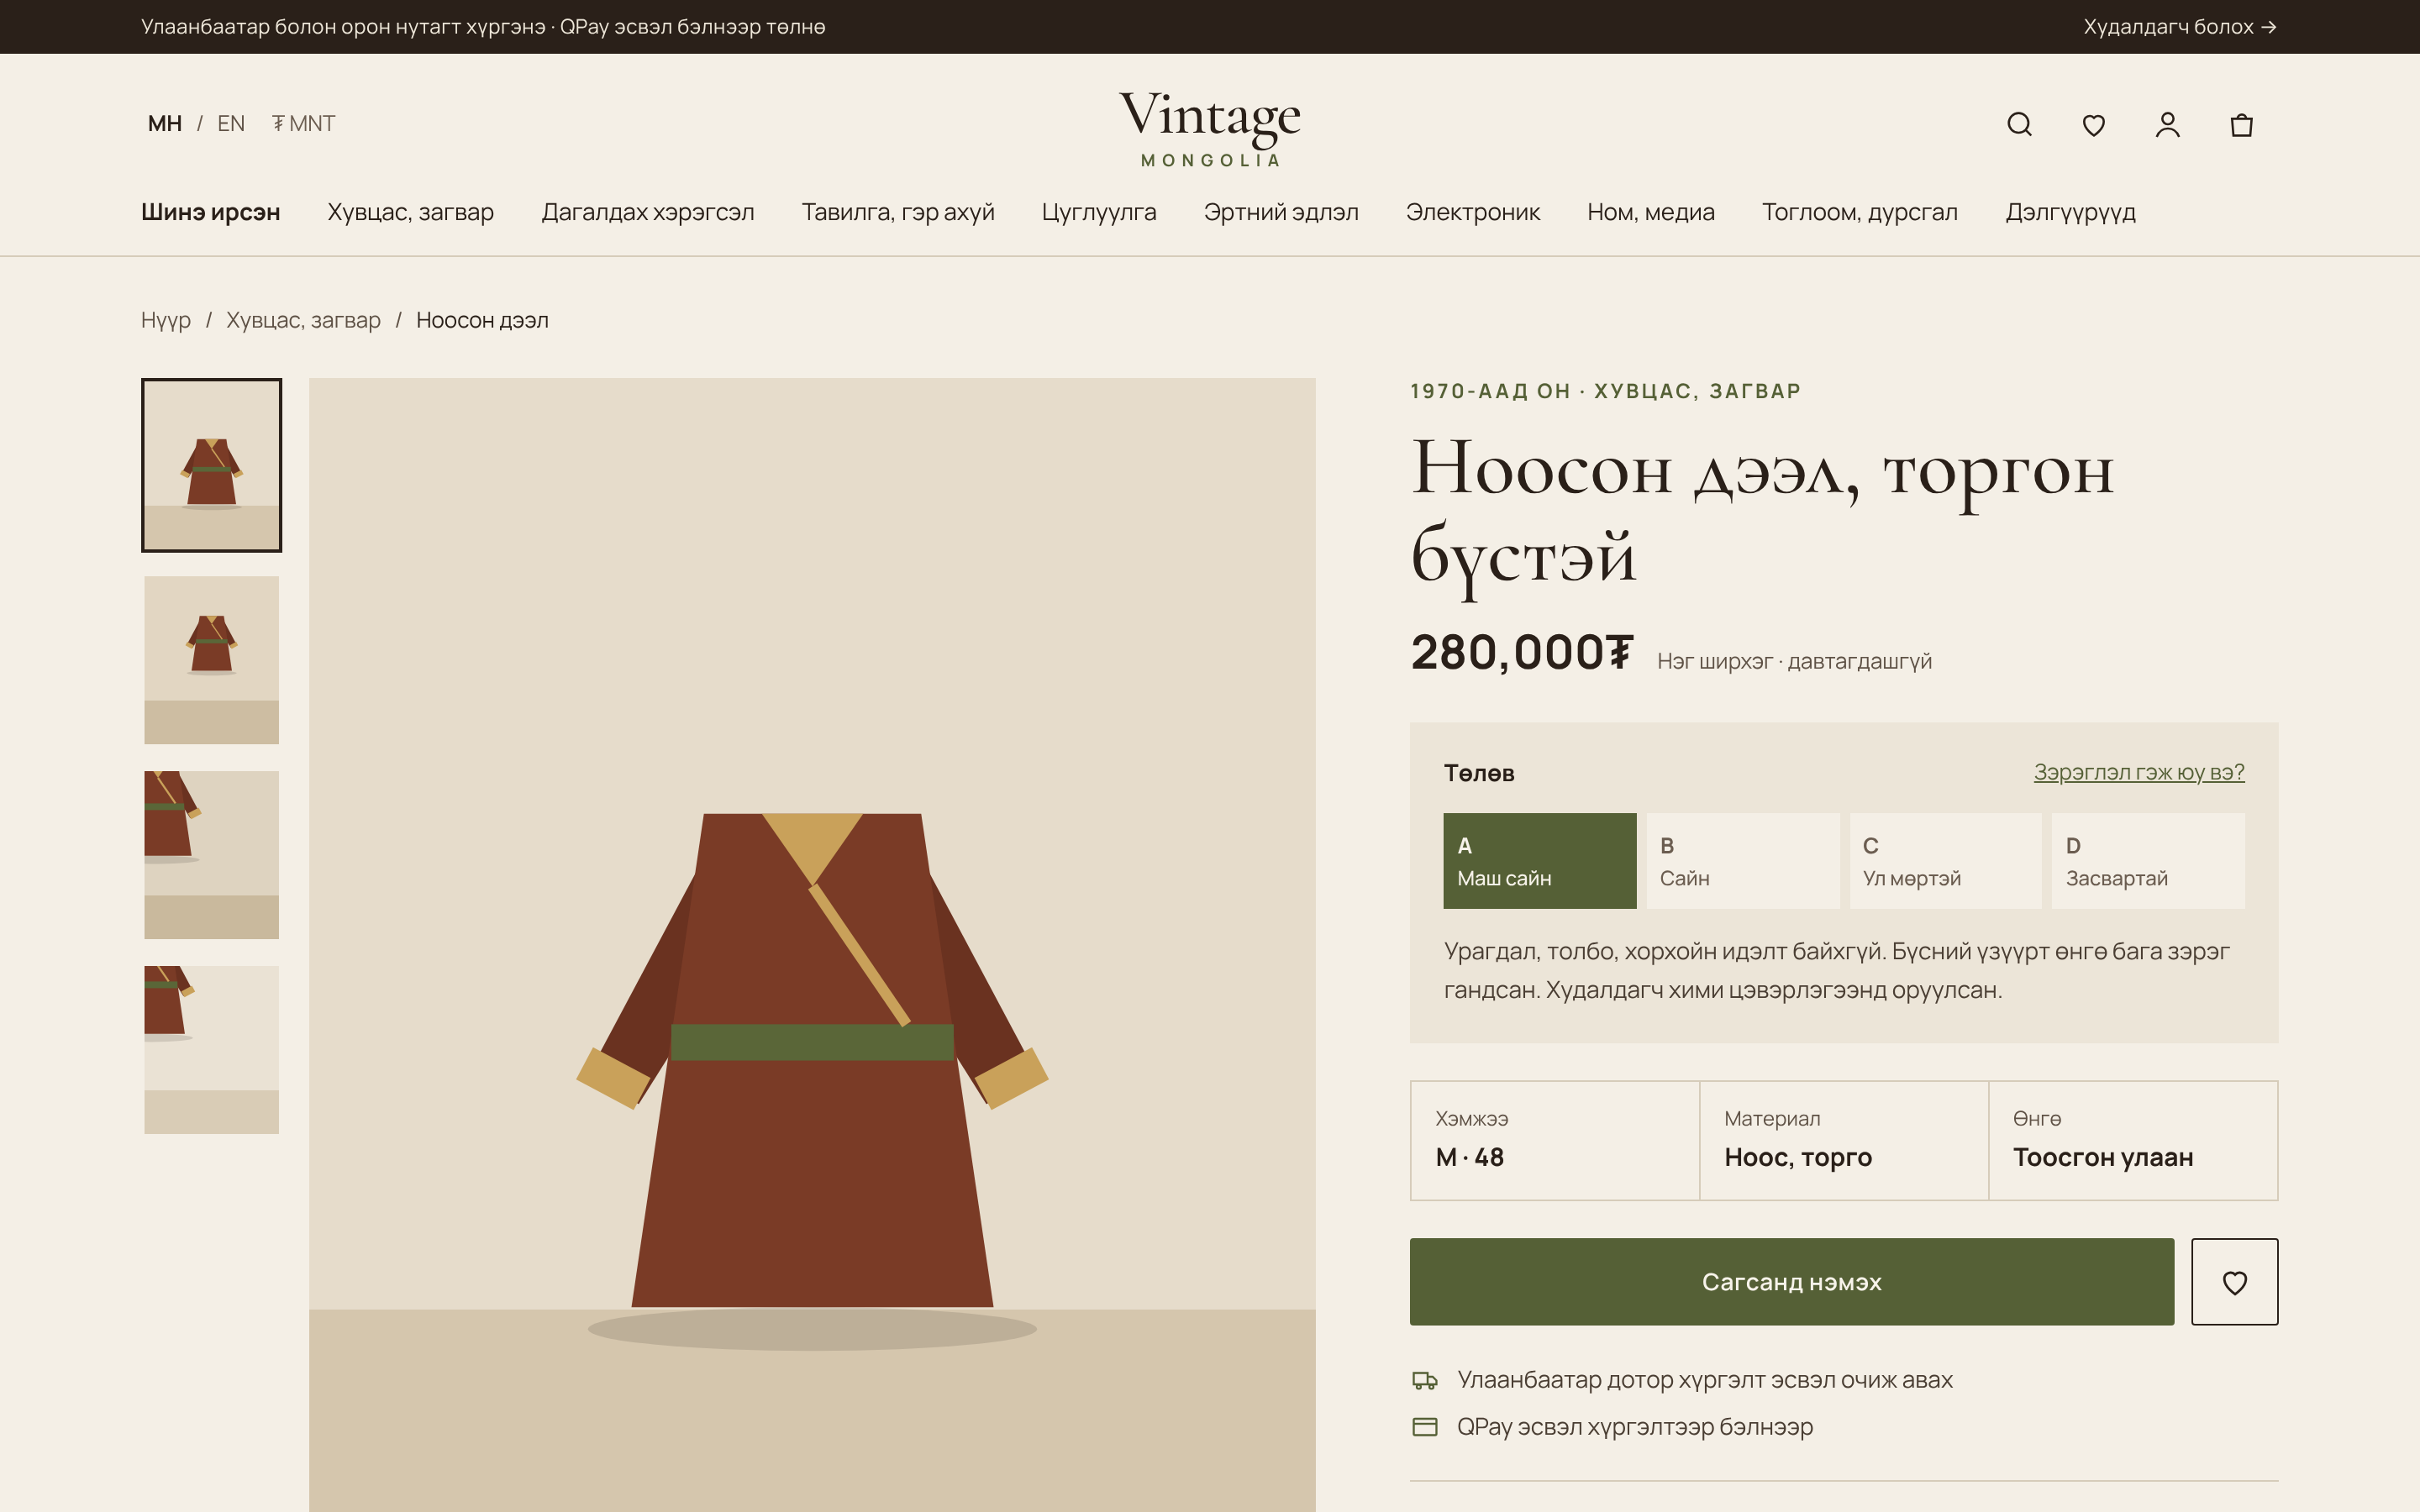 Улаанбаатар болон орон нутагт хүргэнэ · QPay эсвэл бэлнээр төлнө
Худалдагч болох →
МН / EN ₮ MNT
Vintage
MONGOLIA
Шинэ ирсэн Хувцас, загвар Дагалдах хэрэгсэл Тавилга, гэр ахуй Цуглуулга Эртний эдлэл Электроник Ном, медиа Тоглоом, дурсгал Дэлгүүрүүд
Нүүр / Хувцас, загвар / Ноосон дээл
1970-ААД ОН · ХУВЦАС, ЗАГВАР
Ноосон дээл, торгон
бүстэй
280,000₮ Нэг ширхэг · давтагдашгүй
Төлөв Зэрэглэл гэж юу вэ?
A B C D
Маш сайн Сайн Ул мөртэй Засвартай
Урагдал, толбо, хорхойн идэлт байхгүй. Бүсний үзүүрт өнгө бага зэрэг
гандсан. Худалдагч хими цэвэрлэгээнд оруулсан.
Хэмжээ Материал Өнгө
M · 48 Ноос, торго Тоосгон улаан
Сагсанд нэмэх
Улаанбаатар дотор хүргэлт эсвэл очиж авах
QPay эсвэл хүргэлтээр бэлнээр